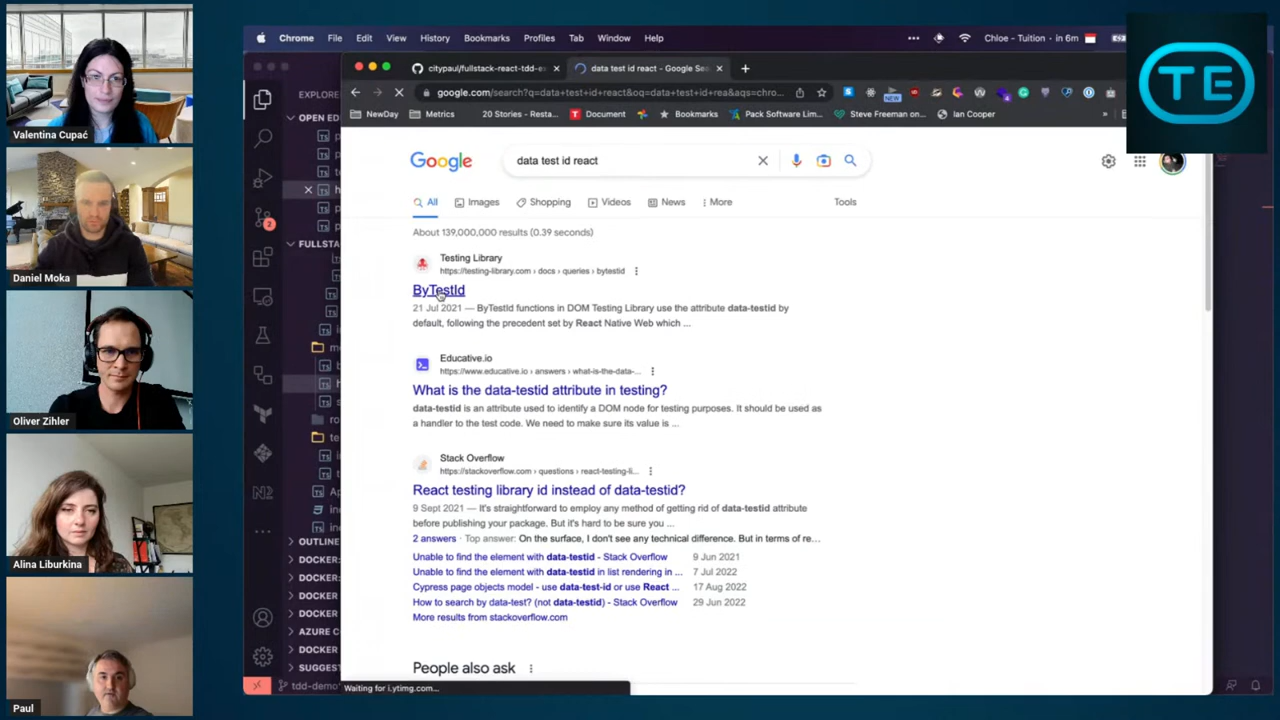 Valentina Cupać
Daniel Moka
Oliver Zihler
Alina Liburkina
Paul
Chrome File Edit View History Bookmarks Profiles Tab Window Help
Chloe - Tuition · in 6m
TE
citypaul/fullstack-react-tdd-ex
data test id react - Google Sea
google.com/search?q=data+test+id+react&oq=data+test+id+rea&aqs=chro...
NewDay Metrics 20 Stories - Resta... Document Bookmarks Pack Software Lim... Steve Freeman on... Ian Cooper »
EXPLORE
OPEN ED
FULLSTA
OUTLIN
DOCKER:
DOCKER
DOCKER
DOCKER
AZURE C
DOCKER
SUGGES
tdd-demo
Google
data test id react
All Images Shopping Videos News More Tools
About 139,000,000 results (0.39 seconds)
Testing Library
https://testing-library.com › docs › queries › bytestid
ByTestId
21 Jul 2021 — ByTestId functions in DOM Testing Library use the attribute data-testid by
default, following the precedent set by React Native Web which ...
Educative.io
https://www.educative.io › answers › what-is-the-data-...
What is the data-testid attribute in testing?
data-testid is an attribute used to identify a DOM node for testing purposes. It should be used as
a handler to the test code. We need to make sure its value is ...
Stack Overflow
https://stackoverflow.com › questions › react-testing-li...
React testing library id instead of data-testid?
9 Sept 2021 — It's straightforward to employ any method of getting rid of data-testid attribute
before publishing your package. But it's hard to be sure you ...
2 answers · Top answer: On the surface, I don't see any technical difference. But in terms of re...
Unable to find the element with data-testid - Stack Overflow 9 Jun 2021
Unable to find the element with data-testid in list rendering in ... 7 Jul 2022
Cypress page objects model - use data-test-id or use React ... 17 Aug 2022
How to search by data-test? (not data-testid) - Stack Overflow 29 Jun 2022
More results from stackoverflow.com
People also ask
Waiting for i.ytimg.com...